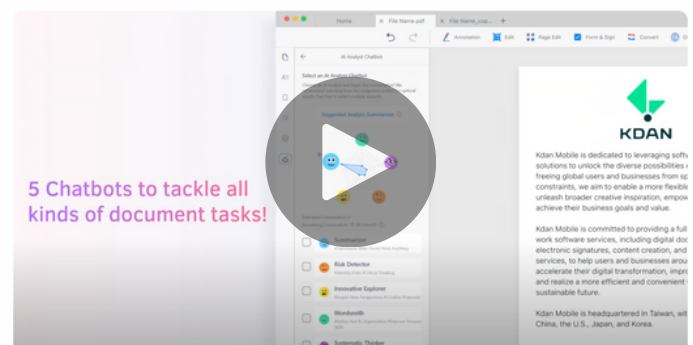 Home
File Name.pdf
File Name_cop...
Annotation
Edit
Page Edit
Form & Sign
Convert
AI Analyst Chatbot
Select an AI Analyst Chatbot
Suggested Analyst: Summarizer
5 Chatbots to tackle all
kinds of document tasks!
Summarizer
Risk Detector
Innovative Explorer
Wordsmith
Systematic Thinker
KDAN
Kdan Mobile is dedicated to leveraging softw
solutions to unlock the diverse possibilities
freeing global users and businesses from sp
constraints, we aim to enable a more flexible
unleash broader creative inspiration, empow
achieve their business goals and value.
Kdan Mobile is committed to providing a full
work software services, including digital doc
electronic signatures, content creation, and
services, to help users and businesses arou
accelerate their digital transformation, impro
and realize a more efficient and convenient
sustainable future.
Kdan Mobile is headquartered in Taiwan, wit
China, the U.S., Japan, and Korea.